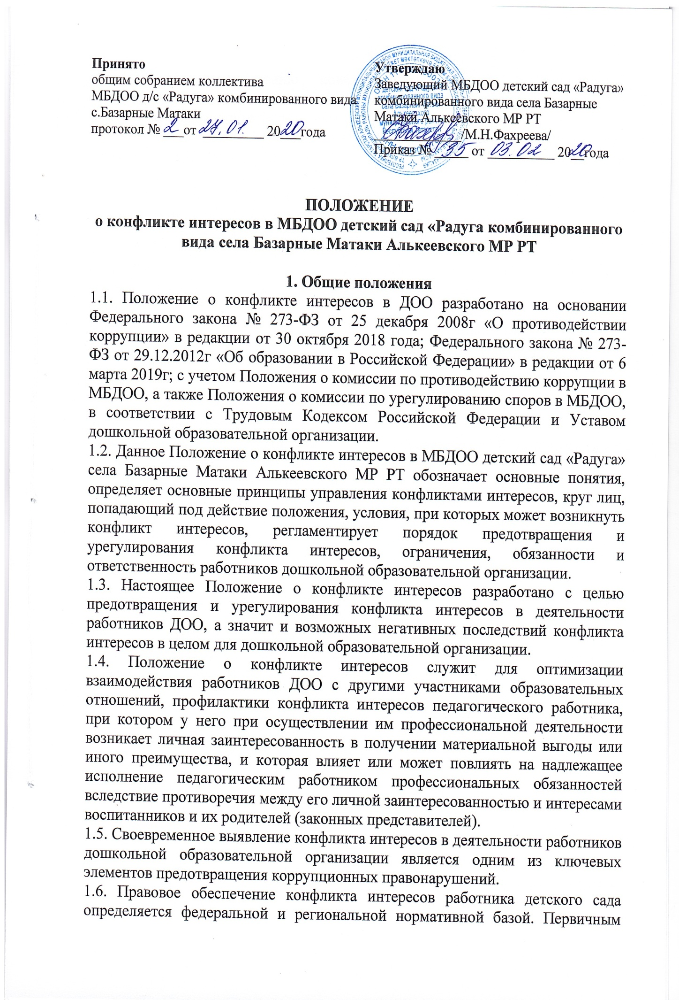 Принято
общим собранием коллектива
МБДОО д/с «Радуга» комбинированного вида
с.Базарные Матаки
протокол № 2 от 27.01. 2020 года
Утверждаю
Заведующий МБДОО детский сад «Радуга»
комбинированного вида села Базарные
Матаки Алькеевского МР РТ
/М.Н.Фахреева/
Приказ № 35 от 03.02 2020 года
ПОЛОЖЕНИЕ
о конфликте интересов в МБДОО детский сад «Радуга комбинированного
вида села Базарные Матаки Алькеевского МР РТ
1. Общие положения
1.1. Положение о конфликте интересов в ДОО разработано на основании
Федерального закона № 273-ФЗ от 25 декабря 2008г «О противодействии
коррупции» в редакции от 30 октября 2018 года; Федерального закона № 273-
ФЗ от 29.12.2012г «Об образовании в Российской Федерации» в редакции от 6
марта 2019г; с учетом Положения о комиссии по противодействию коррупции в
МБДОО, а также Положения о комиссии по урегулированию споров в МБДОО,
в соответствии с Трудовым Кодексом Российской Федерации и Уставом
дошкольной образовательной организации.
1.2. Данное Положение о конфликте интересов в МБДОО детский сад «Радуга»
села Базарные Матаки Алькеевского МР РТ обозначает основные понятия,
определяет основные принципы управления конфликтами интересов, круг лиц,
попадающий под действие положения, условия, при которых может возникнуть
конфликт интересов, регламентирует порядок предотвращения и
урегулирования конфликта интересов, ограничения, обязанности и
ответственность работников дошкольной образовательной организации.
1.3. Настоящее Положение о конфликте интересов разработано с целью
предотвращения и урегулирования конфликта интересов в деятельности
работников ДОО, а значит и возможных негативных последствий конфликта
интересов в целом для дошкольной образовательной организации.
1.4. Положение о конфликте интересов служит для оптимизации
взаимодействия работников ДОО с другими участниками образовательных
отношений, профилактики конфликта интересов педагогического работника,
при котором у него при осуществлении им профессиональной деятельности
возникает личная заинтересованность в получении материальной выгоды или
иного преимущества, и которая влияет или может повлиять на надлежащее
исполнение педагогическим работником профессиональных обязанностей
вследствие противоречия между его личной заинтересованностью и интересами
воспитанников и их родителей (законных представителей).
1.5. Своевременное выявление конфликта интересов в деятельности работников
дошкольной образовательной организации является одним из ключевых
элементов предотвращения коррупционных правонарушений.
1.6. Правовое обеспечение конфликта интересов работника детского сада
определяется федеральной и региональной нормативной базой. Первичным